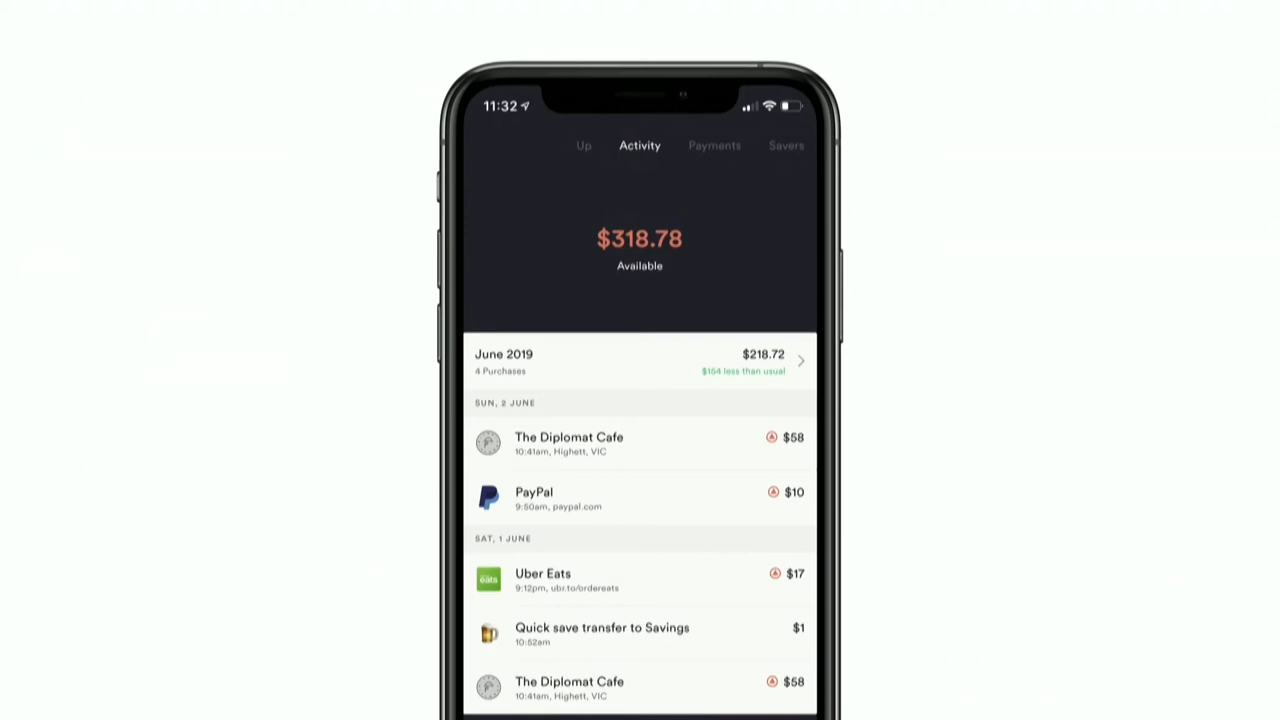 11:32
Up Activity Payments Savers
$318.78
Available
June 2019 $218.72
4 Purchases $164 less than usual
SUN, 2 JUNE
The Diplomat Cafe $58
10:41am, Highett, VIC
PayPal $10
9:50am, paypal.com
SAT, 1 JUNE
eats
Uber Eats $17
9:12pm, ubr.to/ordereats
Quick save transfer to Savings $1
10:52am
The Diplomat Cafe $58
10:41am, Highett, VIC